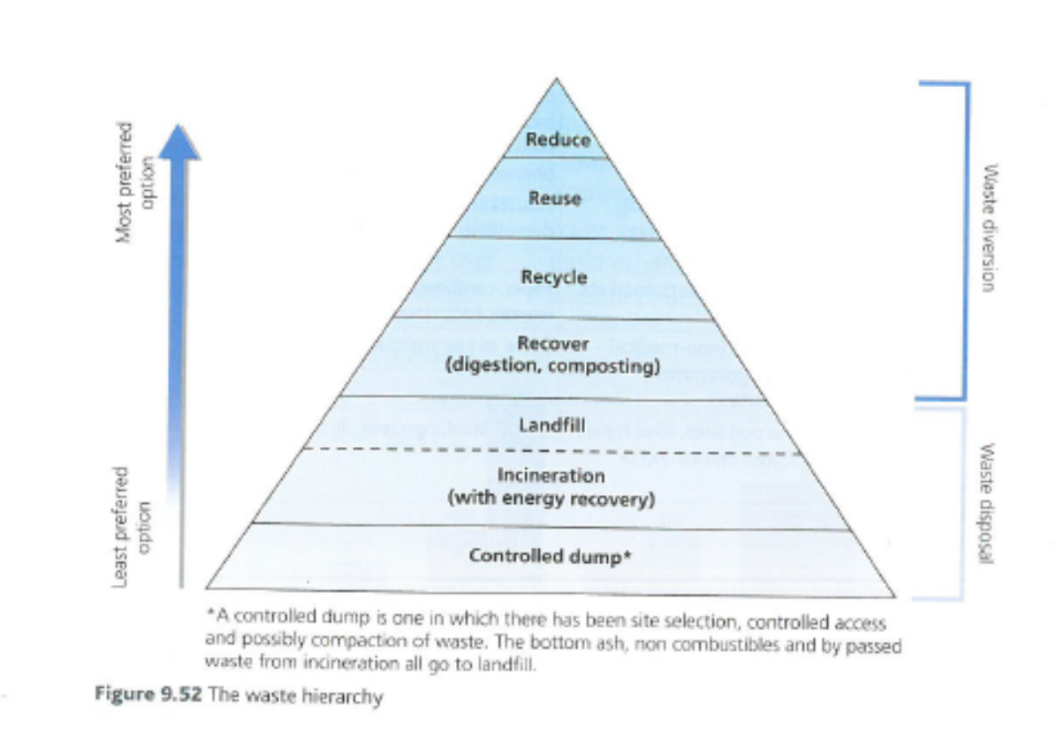 Most preferred
option
Least preferred
option
Reduce
Reuse
Recycle
Recover
(digestion, composting)
Landfill
Incineration
(with energy recovery)
Controlled dump*
Waste diversion
Waste disposal
*A controlled dump is one in which there has been site selection, controlled access
and possibly compaction of waste. The bottom ash, non combustibles and by passed
waste from incineration all go to landfill.
Figure 9.52 The waste hierarchy